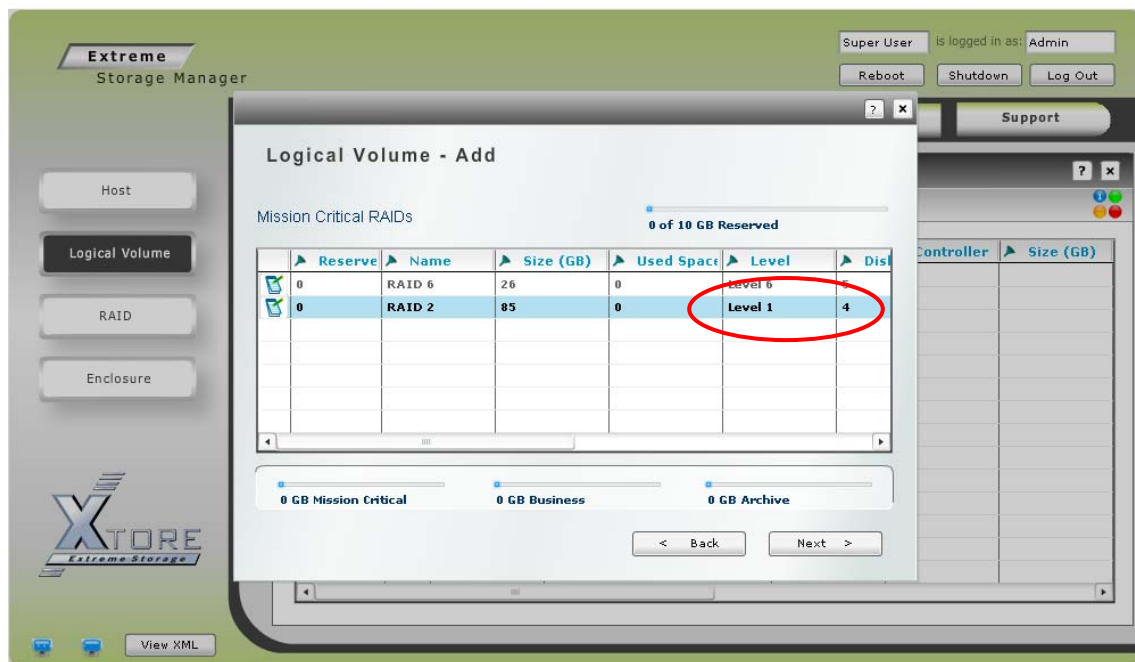 Extreme
Storage Manager
Super User is logged in as: Admin
Reboot Shutdown Log Out
Support
Logical Volume - Add
Host
Logical Volume
RAID
Enclosure
Mission Critical RAIDs
0 of 10 GB Reserved
Reserve Name Size (GB) Used Space Level Disl
0 RAID 6 26 0 Level 6 5
0 RAID 2 85 0 Level 1 4
Controller Size (GB)
0 GB Mission Critical 0 GB Business 0 GB Archive
< Back Next >
XTORE
Extreme Storage
View XML